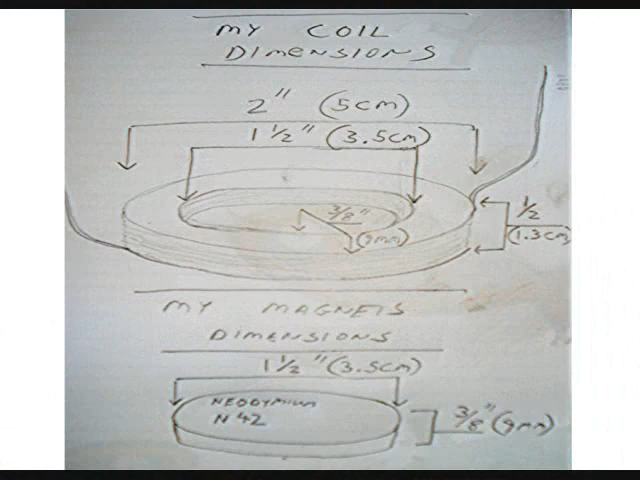 MY COIL
DIMENSIONS
2" (5cm)
1 1/2" (3.5cm)
3/8"
(9mm)
1/2
(1.3cm)
MY MAGNETS
DIMENSIONS
1 1/2" (3.5cm)
NEODYMIUM
N42
3/8" (9mm)